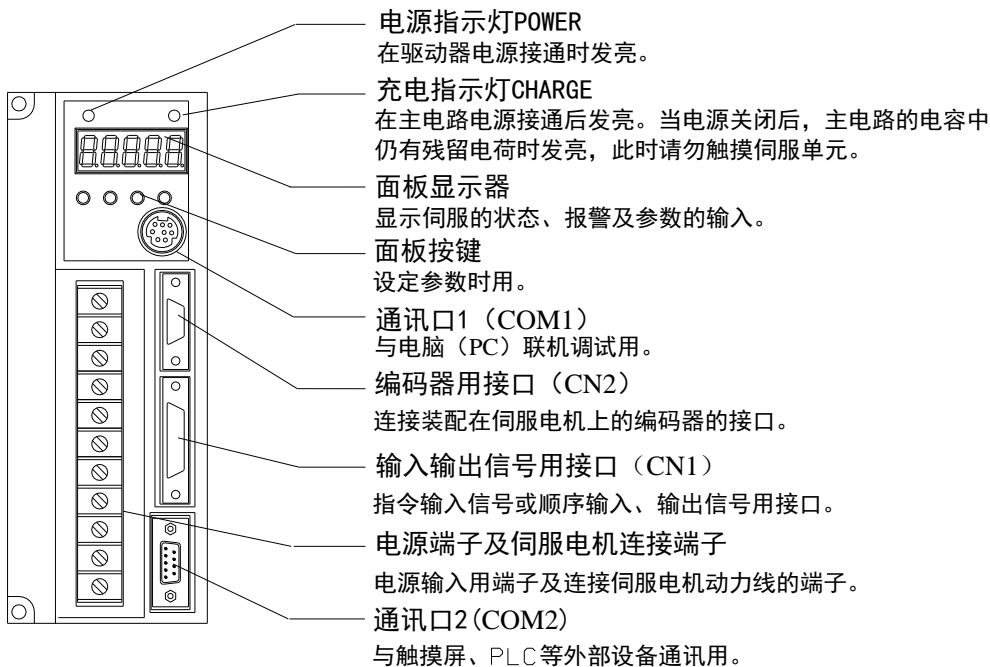 电源指示灯POWER
在驱动器电源接通时发亮。
充电指示灯CHARGE
在主电路电源接通后发亮。当电源关闭后，主电路的电容中
仍有残留电荷时发亮，此时请勿触摸伺服单元。
面板显示器
显示伺服的状态、报警及参数的输入。
面板按键
设定参数时用。
通讯口1（COM1）
与电脑（PC）联机调试用。
编码器用接口（CN2）
连接装配在伺服电机上的编码器的接口。
输入输出信号用接口（CN1）
指令输入信号或顺序输入、输出信号用接口。
电源端子及伺服电机连接端子
电源输入用端子及连接伺服电机动力线的端子。
通讯口2(COM2)
与触摸屏、PLC等外部设备通讯用。
8.8.8.8.8.